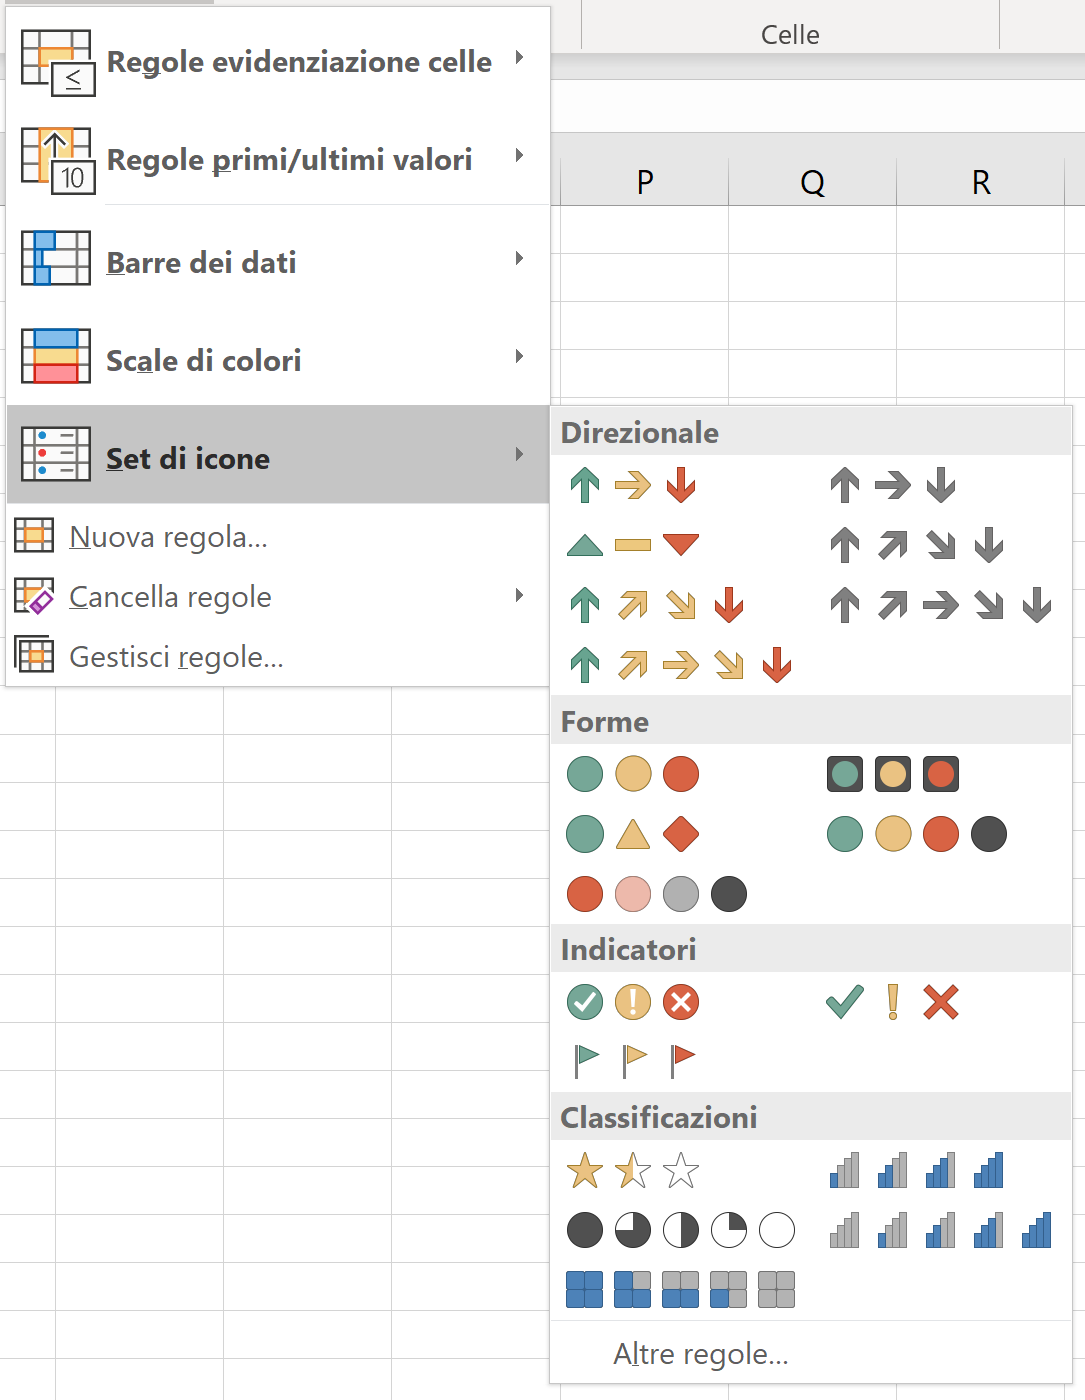 Celle
P Q R
Regole evidenziazione celle
≤
Regole primi/ultimi valori
10
Barre dei dati
Scale di colori
Set di icone
Nuova regola...
Cancella regole
Gestisci regole...
Direzionale
Forme
Indicatori
Classificazioni
Altre regole...